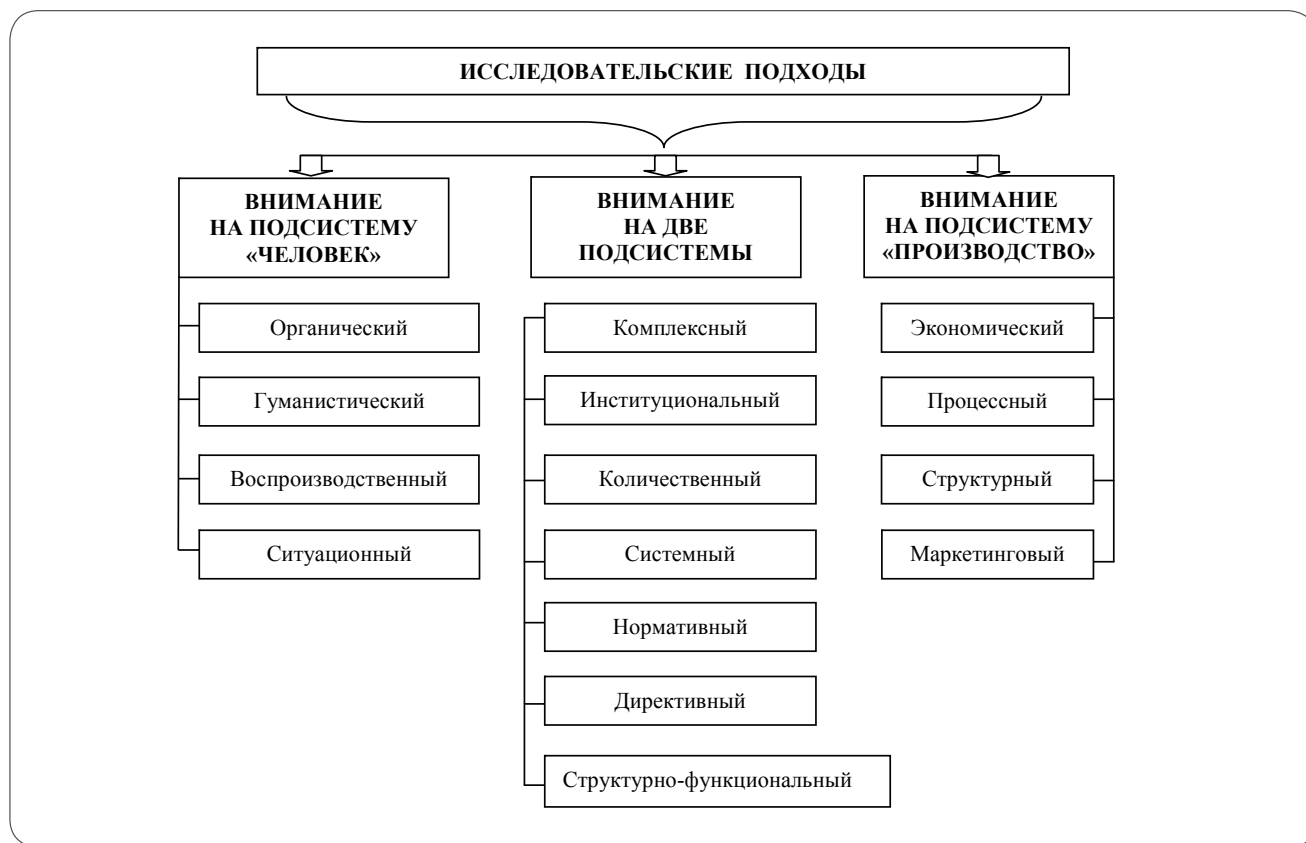 ИССЛЕДОВАТЕЛЬСКИЕ ПОДХОДЫ
ВНИМАНИЕ
НА ПОДСИСТЕМУ
«ЧЕЛОВЕК»
Органический
Гуманистический
Воспроизводственный
Ситуационный
ВНИМАНИЕ
НА ДВЕ
ПОДСИСТЕМЫ
Комплексный
Институциональный
Количественный
Системный
Нормативный
Директивный
Структурно-функциональный
ВНИМАНИЕ
НА ПОДСИСТЕМУ
«ПРОИЗВОДСТВО»
Экономический
Процессный
Структурный
Маркетинговый